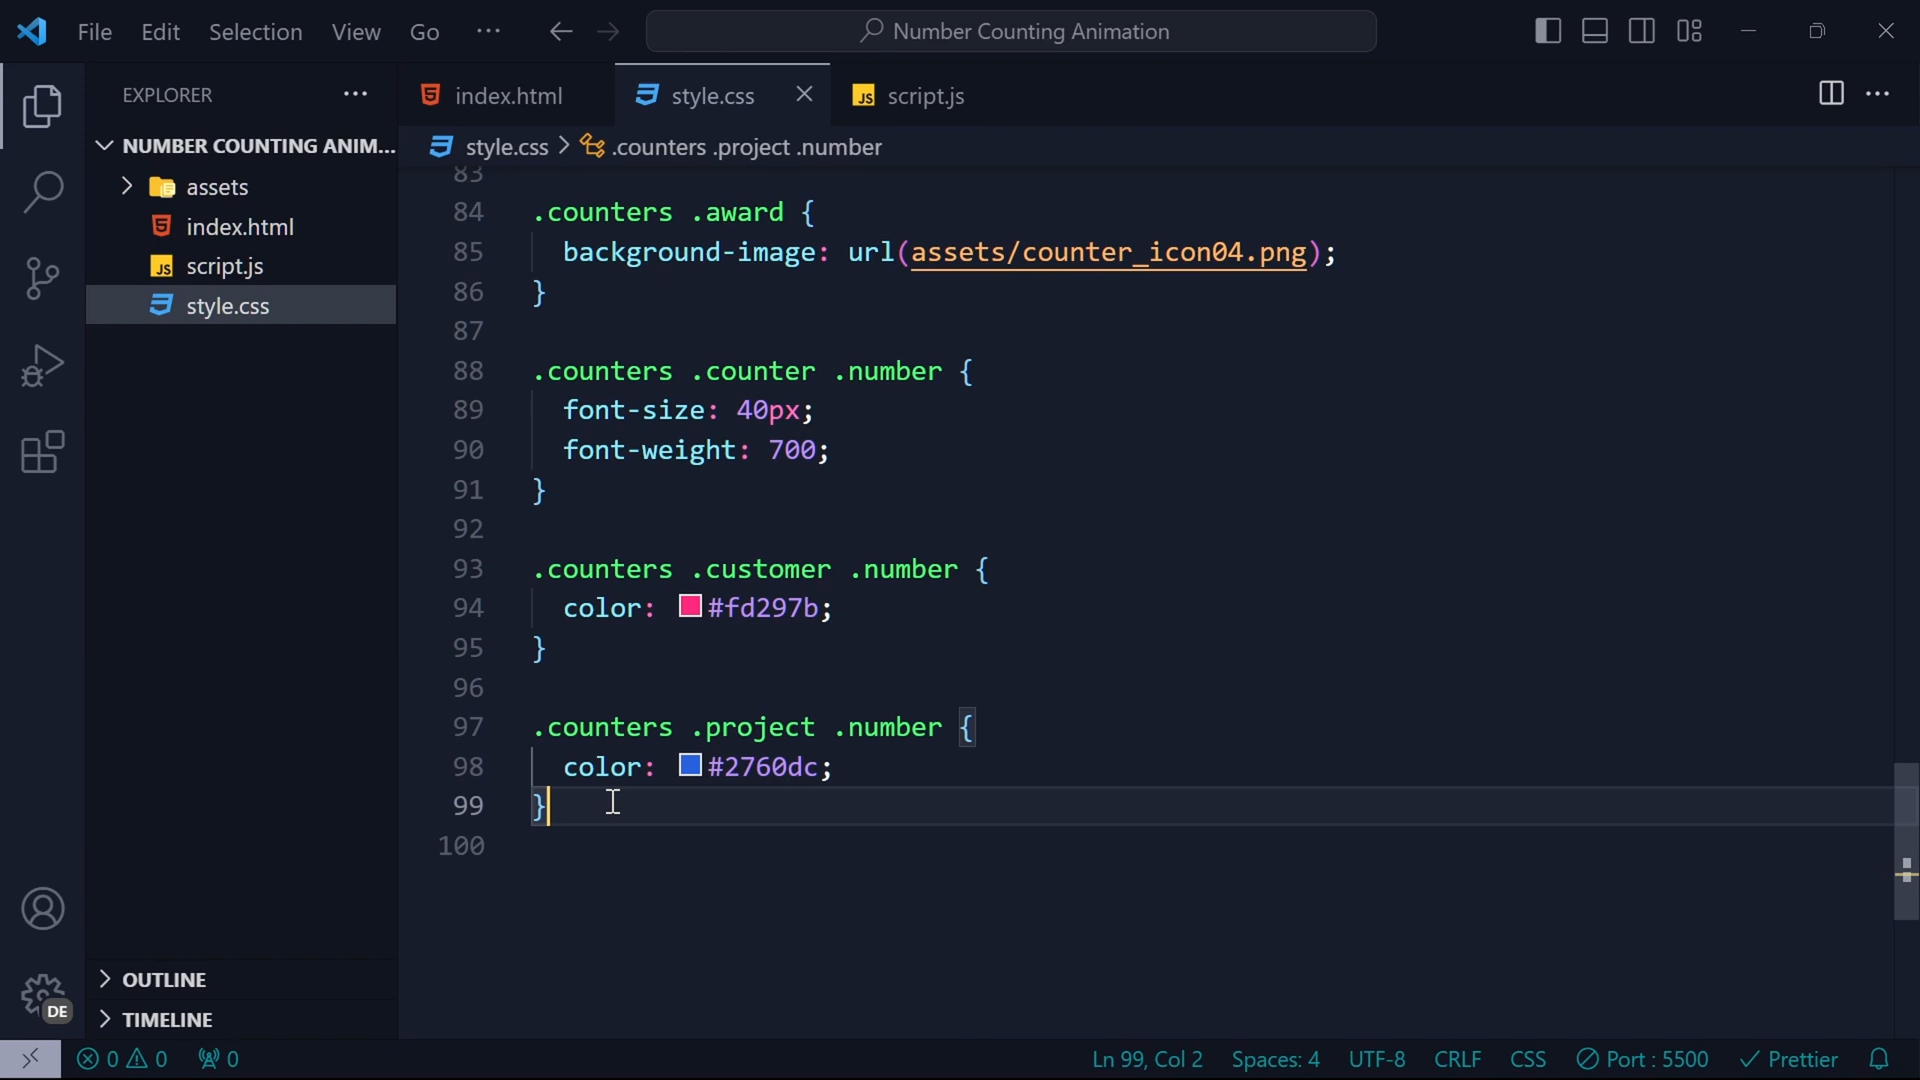 File Edit Selection View Go ··· Number Counting Animation
EXPLORER ···
NUMBER COUNTING ANIM...
assets
index.html
JS script.js
style.css
OUTLINE
TIMELINE
DE
index.html style.css JS script.js ···
style.css > .counters .project .number
83
84 .counters .award {
85 background-image: url(assets/counter_icon04.png);
86 }
87
88 .counters .counter .number {
89 font-size: 40px;
90 font-weight: 700;
91 }
92
93 .counters .customer .number {
94 color: #fd297b;
95 }
96
97 .counters .project .number {
98 color: #2760dc;
99 }
100
0 0 0 Ln 99, Col 2 Spaces: 4 UTF-8 CRLF CSS Port : 5500 Prettier